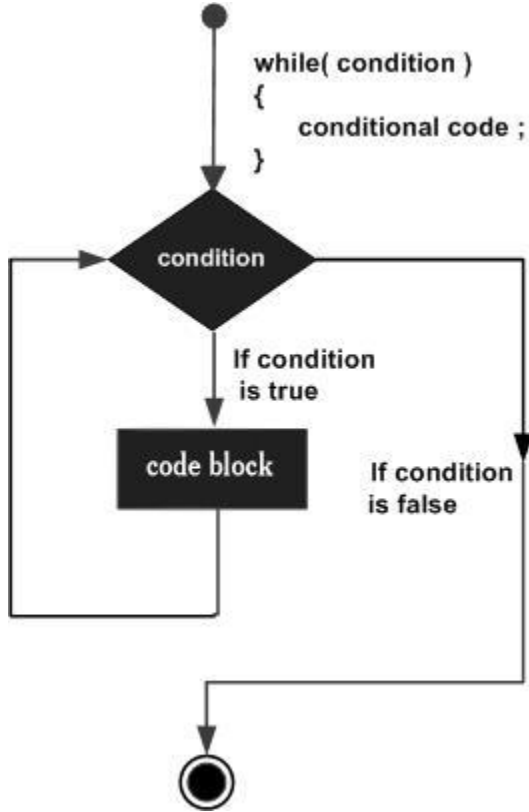 while( condition )
{
conditional code ;
}
condition
If condition
is true
code block
If condition
is false